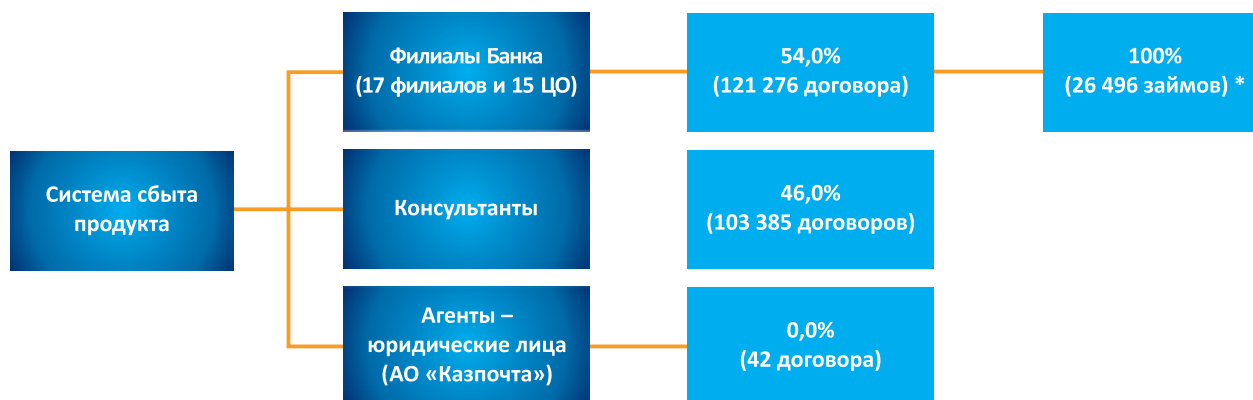 Система сбыта
продукта
Филиалы Банка
(17 филиалов и 15 ЦО)
54,0%
(121 276 договора)
100%
(26 496 займов) *
Консультанты
46,0%
(103 385 договоров)
Агенты –
юридические лица
(АО «Казпочта»)
0,0%
(42 договора)